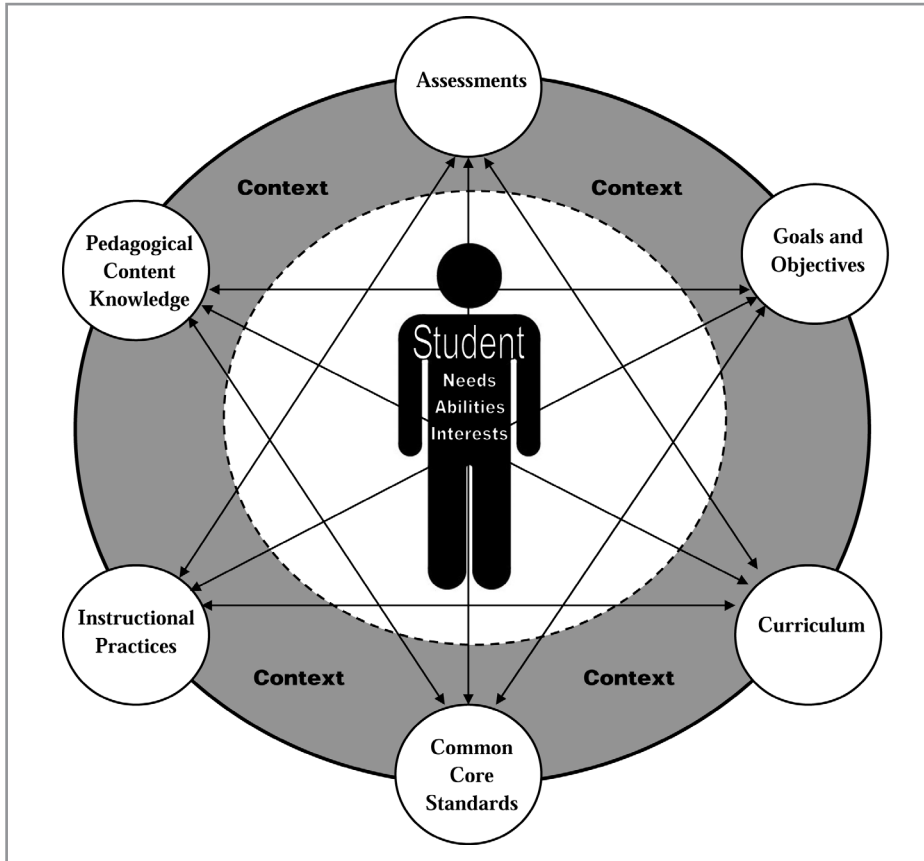 Assessments
Context
Context
Pedagogical
Content
Knowledge
Goals and
Objectives
Student
Needs
Abilities
Interests
Instructional
Practices
Curriculum
Context
Context
Common
Core
Standards